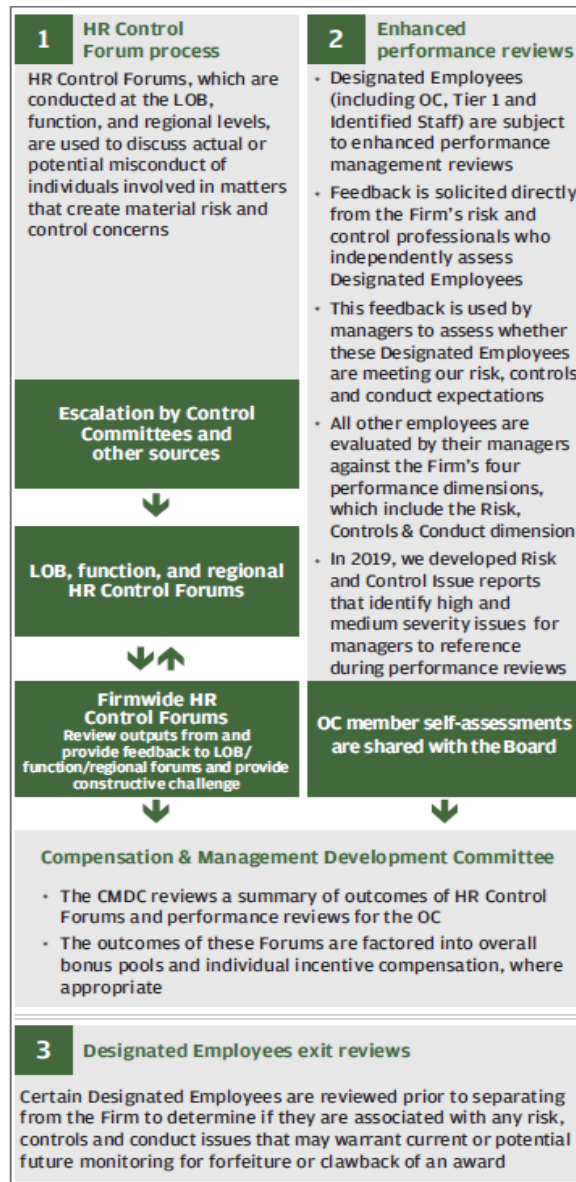 1
HR Control
Forum process
HR Control Forums, which are
conducted at the LOB,
function, and regional levels,
are used to discuss actual or
potential misconduct of
individuals involved in matters
that create material risk and
control concerns
Escalation by Control
Committees and
other sources
LOB, function, and regional
HR Control Forums
Firmwide HR
Control Forums
Review outputs from and
provide feedback to LOB/
function/regional forums and provide
constructive challenge
2
Enhanced
performance reviews
• Designated Employees
(including OC, Tier 1 and
Identified Staff) are subject
to enhanced performance
management reviews
• Feedback is solicited directly
from the Firm's risk and
control professionals who
independently assess
Designated Employees
• This feedback is used by
managers to assess whether
these Designated Employees
are meeting our risk, controls
and conduct expectations
• All other employees are
evaluated by their managers
against the Firm's four
performance dimensions,
which include the Risk,
Controls & Conduct dimension
• In 2019, we developed Risk
and Control Issue reports
that identify high and
medium severity issues for
managers to reference
during performance reviews
OC member self-assessments
are shared with the Board
Compensation & Management Development Committee
• The CMDC reviews a summary of outcomes of HR Control
Forums and performance reviews for the OC
• The outcomes of these Forums are factored into overall
bonus pools and individual incentive compensation, where
appropriate
3
Designated Employees exit reviews
Certain Designated Employees are reviewed prior to separating
from the Firm to determine if they are associated with any risk,
controls and conduct issues that may warrant current or potential
future monitoring for forfeiture or clawback of an award